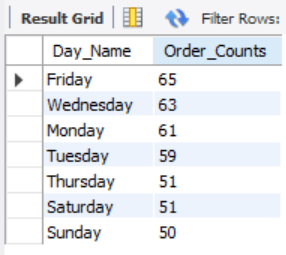 Result Grid Filter Rows:
Day_Name Order_Counts
Friday 65
Wednesday 63
Monday 61
Tuesday 59
Thursday 51
Saturday 51
Sunday 50